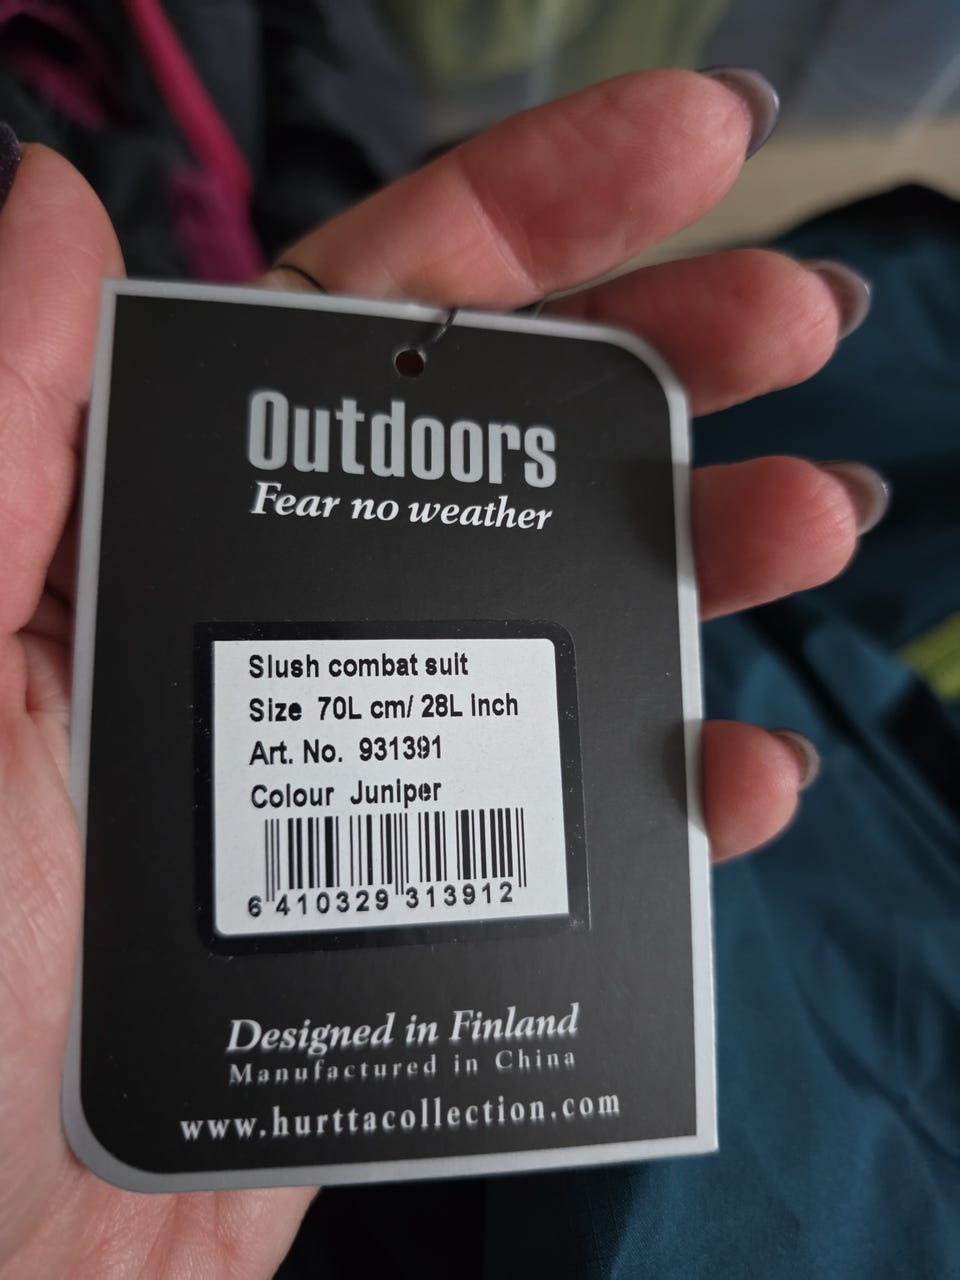 Outdoors
Fear no weather
Slush combat suit
Size 70L cm/ 28L inch
Art. No. 931391
Colour Juniper
6 410329 313912
Designed in Finland
Manufactured in China
www.hurttacollection.com